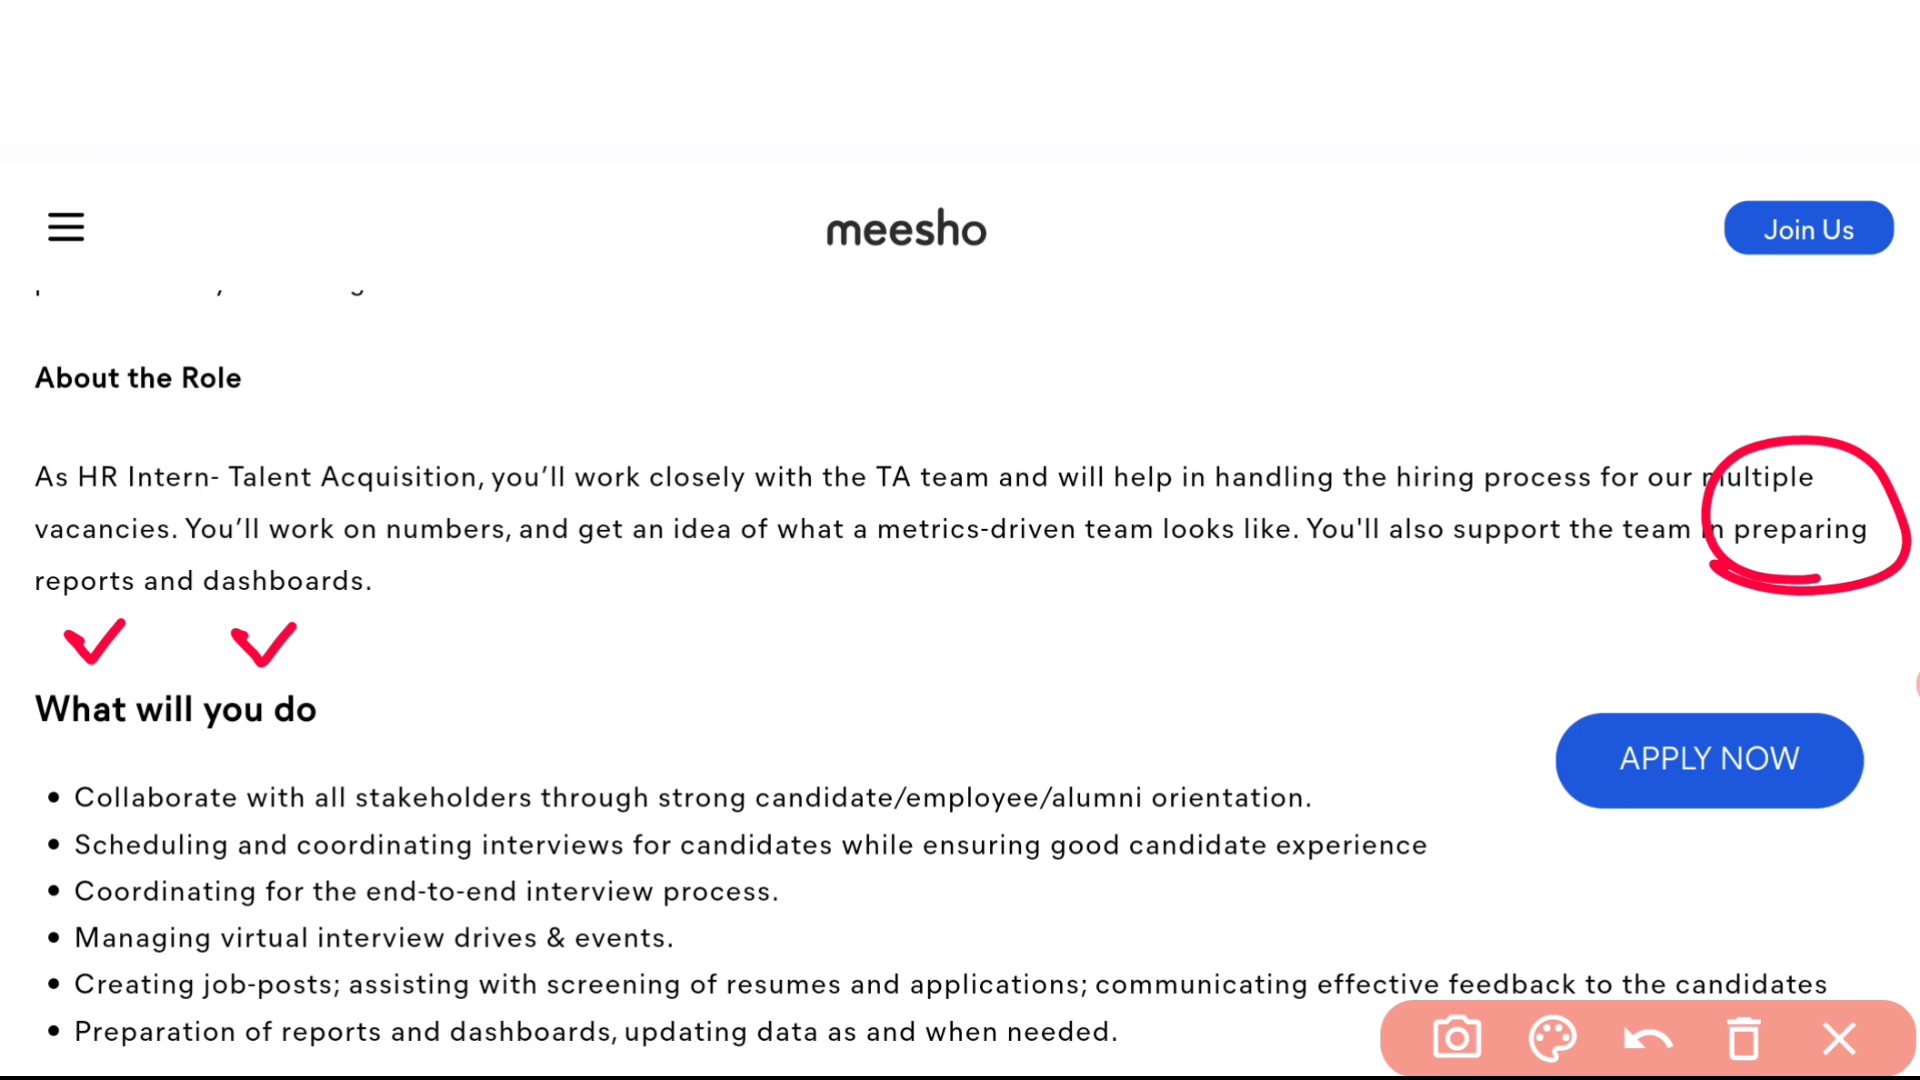 meesho
Join Us
About the Role
As HR Intern- Talent Acquisition, you’ll work closely with the TA team and will help in handling the hiring process for our multiple
vacancies. You’ll work on numbers, and get an idea of what a metrics-driven team looks like. You'll also support the team in preparing
reports and dashboards.
What will you do
APPLY NOW
• Collaborate with all stakeholders through strong candidate/employee/alumni orientation.
• Scheduling and coordinating interviews for candidates while ensuring good candidate experience
• Coordinating for the end-to-end interview process.
• Managing virtual interview drives & events.
• Creating job-posts; assisting with screening of resumes and applications; communicating effective feedback to the candidates
• Preparation of reports and dashboards, updating data as and when needed.